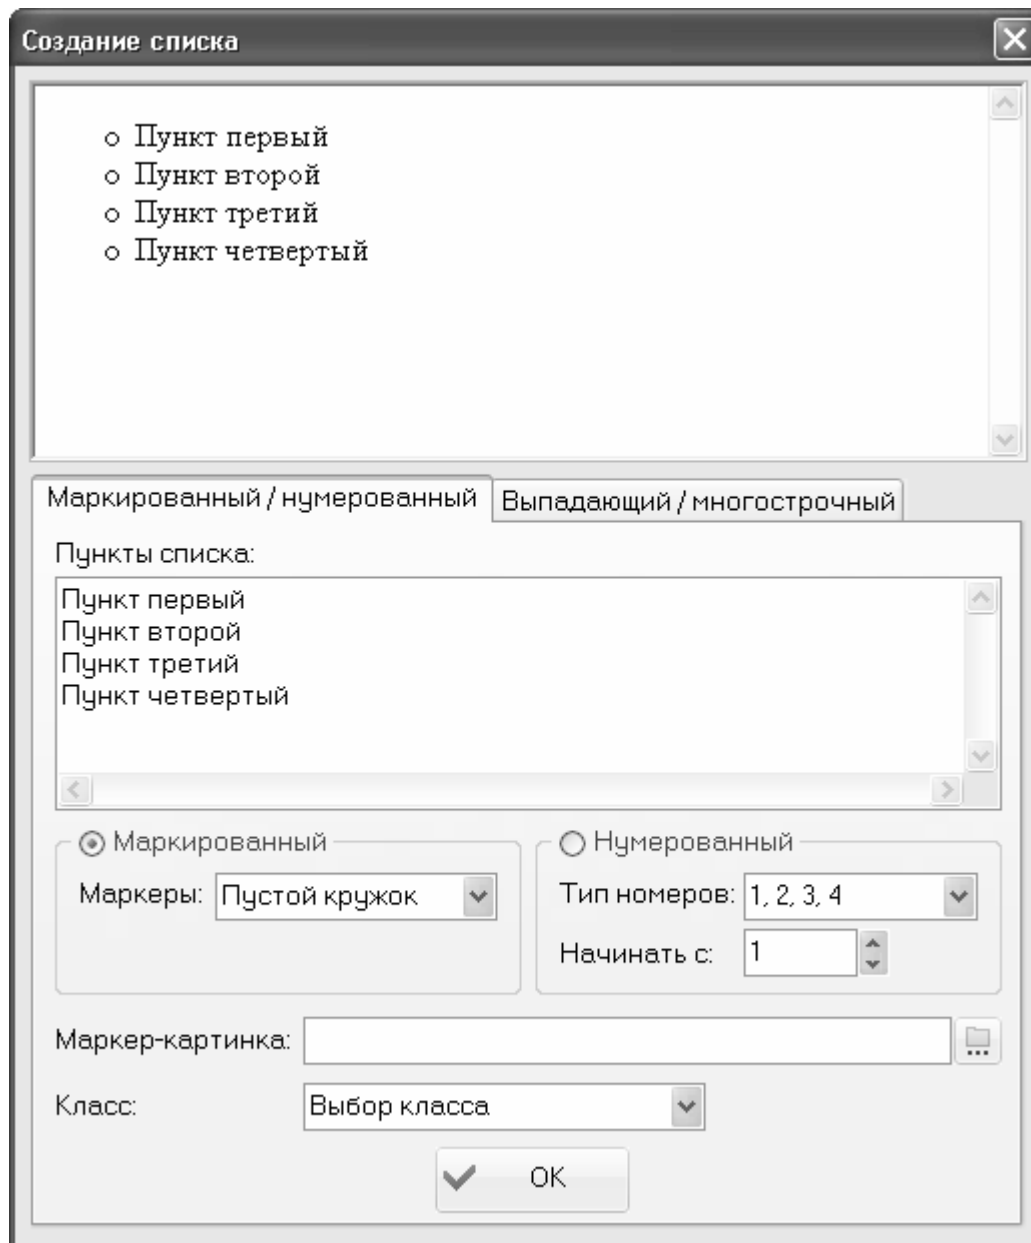 Создание списка
Пункт первый
Пункт второй
Пункт третий
Пункт четвертый
Маркированный / нумерованный
Выпадающий / многострочный
Пункты списка:
Пункт первый
Пункт второй
Пункт третий
Пункт четвертый
Маркированный
Нумерованный
Маркеры: Пустой кружок
Тип номеров: 1, 2, 3, 4
Начинать с: 1
Маркер-картинка:
Класс: Выбор класса
OK